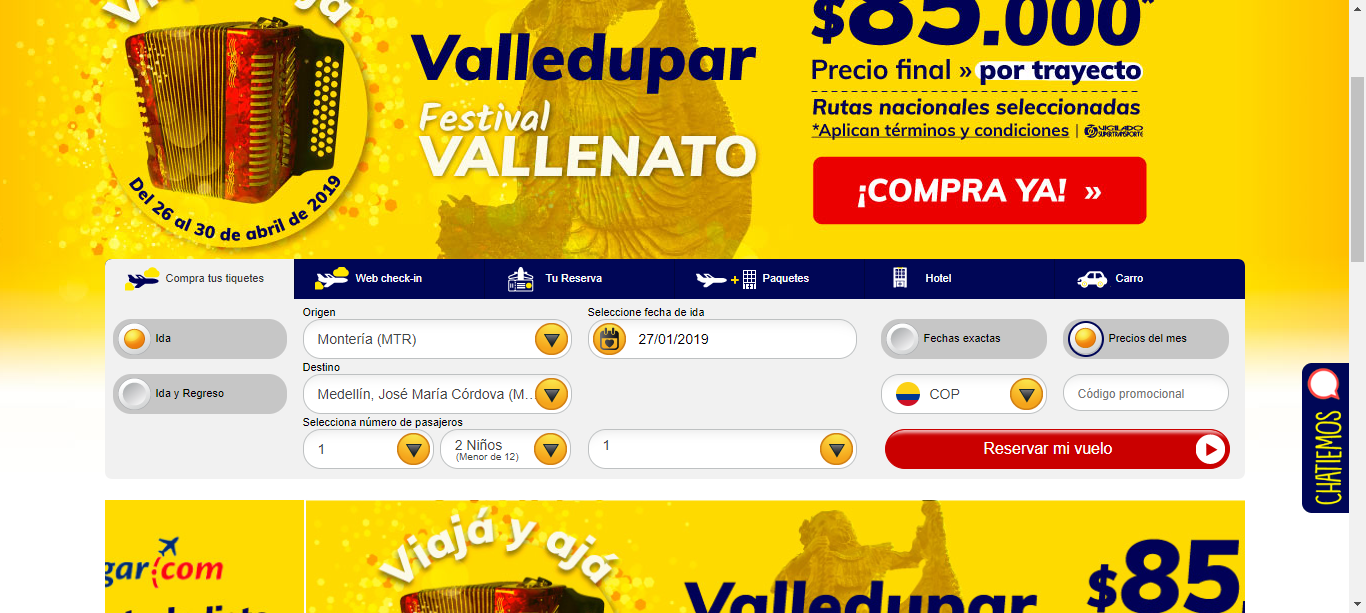 Viajá y ajá
Valledupar
Festival
VALLENATO
Del 26 al 30 de abril de 2019
$85.000*
Precio final » por trayecto
Rutas nacionales seleccionadas
*Aplican términos y condiciones | VIGILADO
SUPERTRANSPORTE
¡COMPRA YA! »
Compra tus tiquetes
Web check-in
Tu Reserva
Paquetes
Hotel
Carro
Origen
Seleccione fecha de ida
Ida
Montería (MTR)
27/01/2019
Fechas exactas
Precios del mes
Destino
Ida y Regreso
Medellín, José María Córdova (M...
COP
Código promocional
Selecciona número de pasajeros
1
2 Niños
(Menor de 12)
1
Reservar mi vuelo
CHATIEMOS
gar.com
Viajá y ajá
Valledupar
$85.